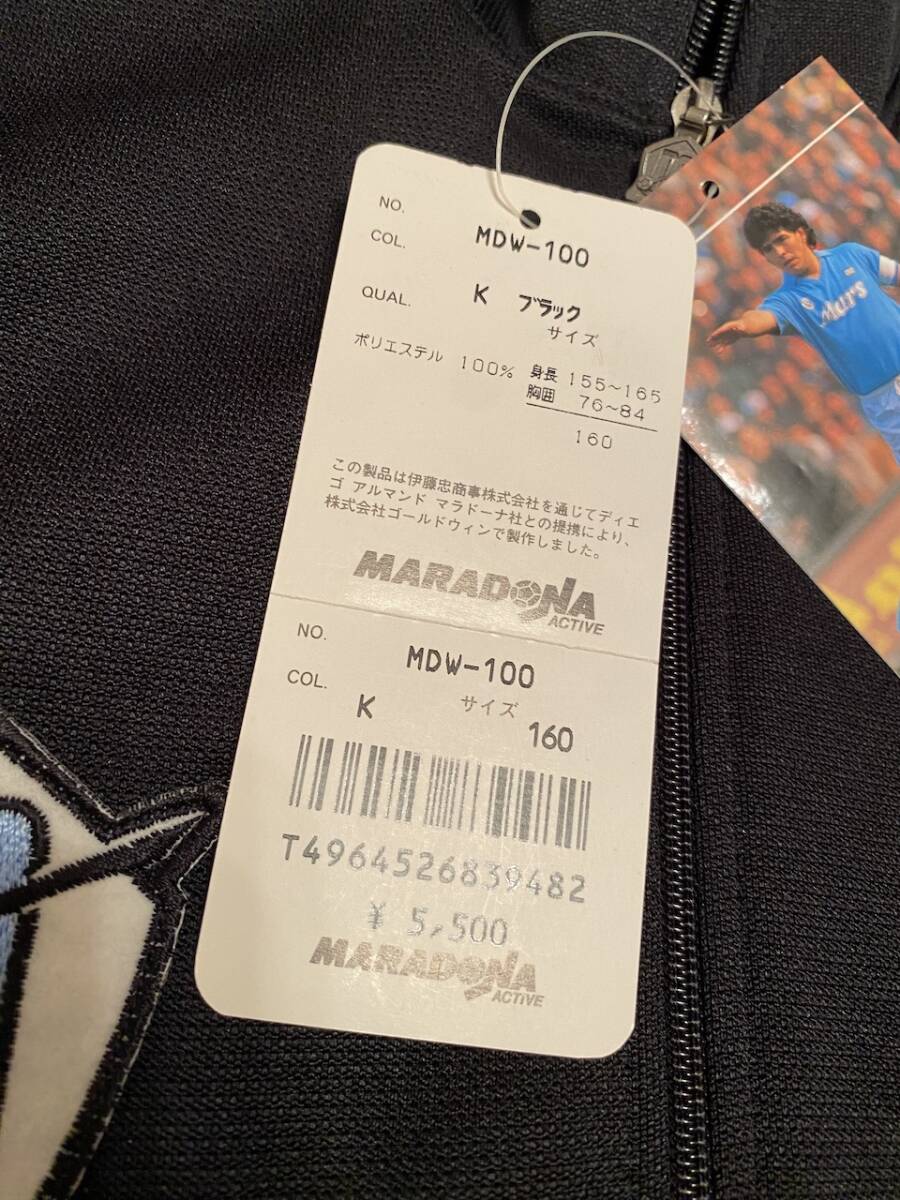 NO. MDW-100
COL. K ブラック
QUAL. サイズ
ポリエステル 100% 身長 155~165
胸囲 76~84
160
この製品は伊藤忠商事株式会社を通じてディエ
ゴ アルマンド マラドーナ社との提携により、
株式会社ゴールドウィンで製作しました。
MARADONA
ACTIVE
NO. MDW-100
COL. K サイズ 160
T4964526839482
¥ 5,500
MARADONA
ACTIVE
Mars